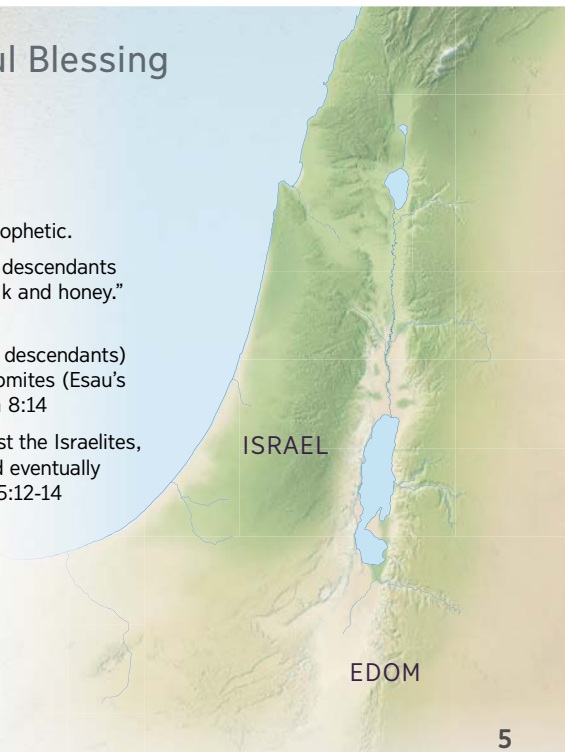 ul Blessing
ophetic.
descendants
k and honey.”
descendants)
omites (Esau’s
8:14
st the Israelites,
d eventually
5:12-14
ISRAEL
EDOM
5